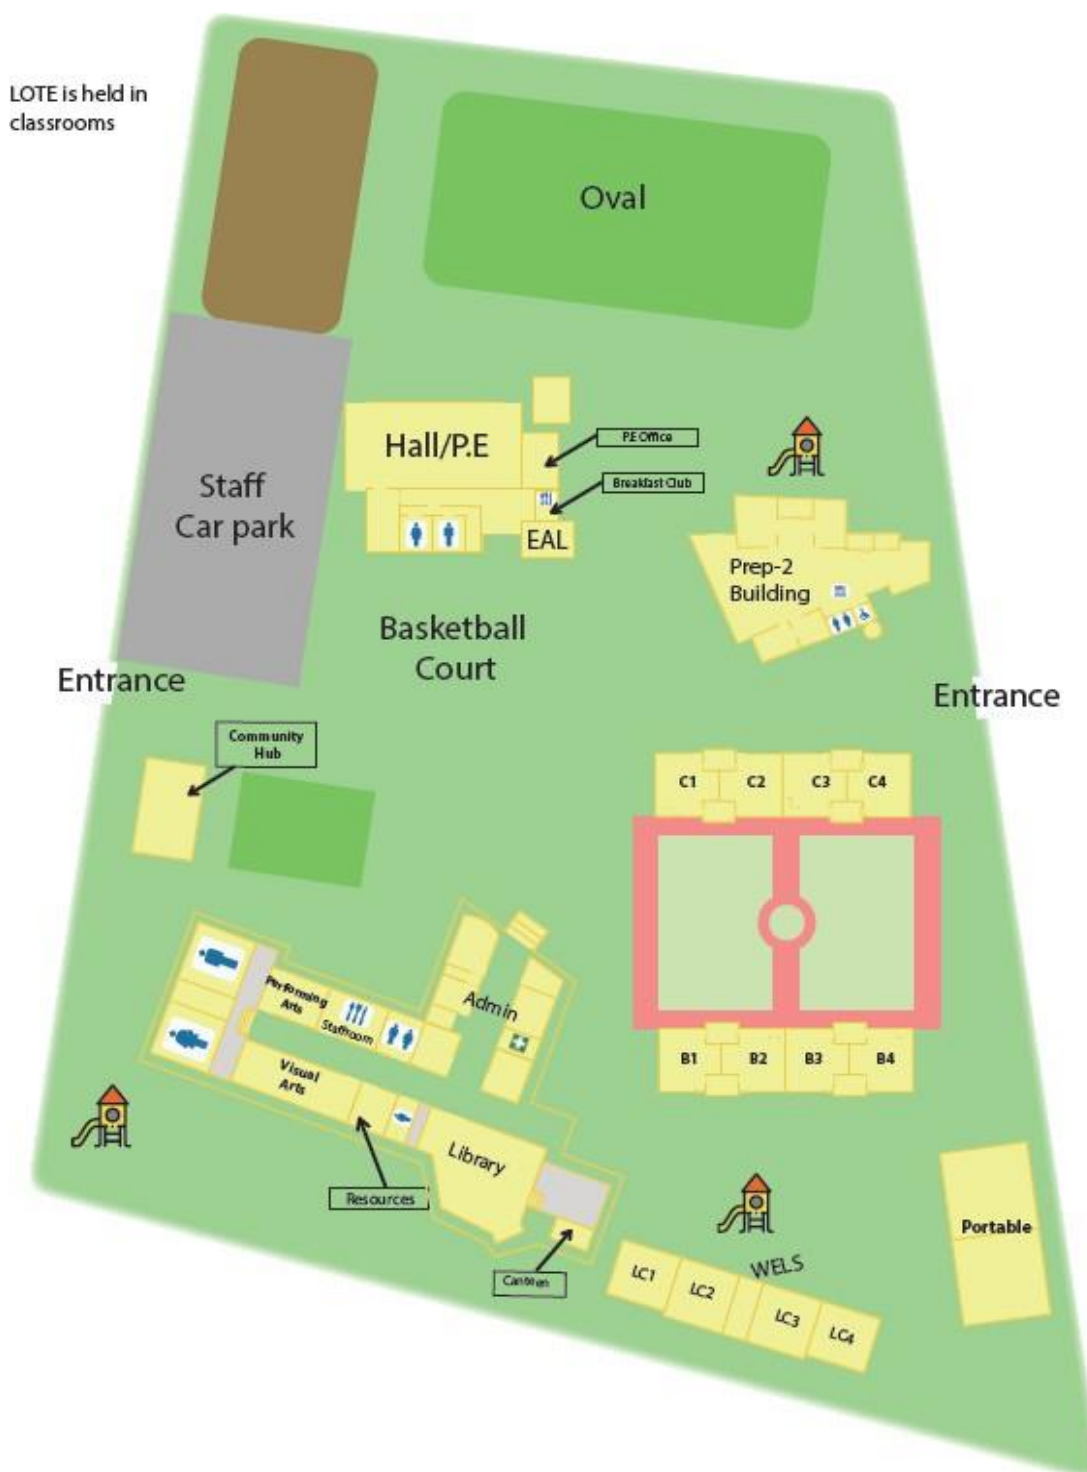 LOTE is held in
classrooms
Oval
Hall/P.E
P.E Office
Breakfast Club
EAL
Staff
Car park
Prep-2
Building
Basketball
Court
Entrance
Entrance
Community
Hub
C1
C2
C3
C4
Performing
Arts
Staffroom
Admin
B1
B2
B3
B4
Visual
Arts
Library
Resources
Canteen
Portable
WELS
LC1
LC2
LC3
LC4